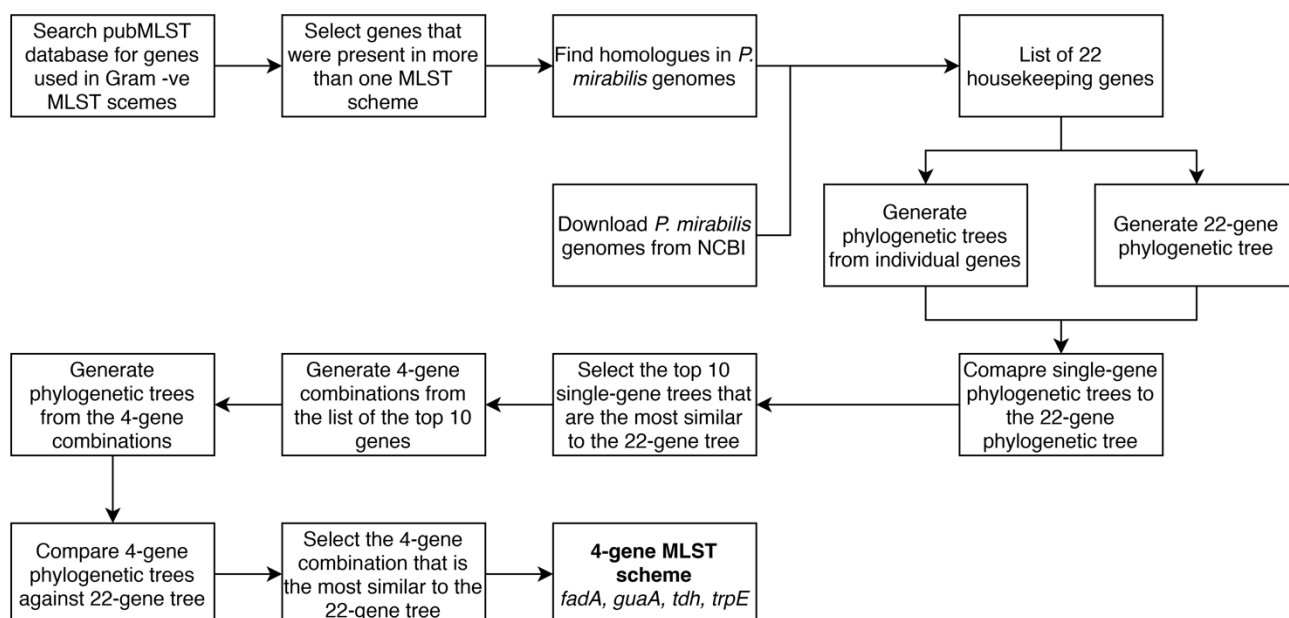 Search pubMLST
database for genes
used in Gram -ve
MLST scemes
Select genes that
were present in more
than one MLST
scheme
Find homologues in P.
mirabilis genomes
List of 22
housekeeping genes
Download P. mirabilis
genomes from NCBI
Generate
phylogenetic trees
from individual genes
Generate 22-gene
phylogenetic tree
Comapre single-gene
phylogenetic trees to
the 22-gene
phylogenetic tree
Select the top 10
single-gene trees that
are the most similar
to the 22-gene tree
Generate 4-gene
combinations from
the list of the top 10
genes
Generate
phylogenetic trees
from the 4-gene
combinations
Compare 4-gene
phylogenetic trees
against 22-gene tree
Select the 4-gene
combination that is
the most similar to the
22-gene tree
4-gene MLST
scheme
fadA, guaA, tdh, trpE